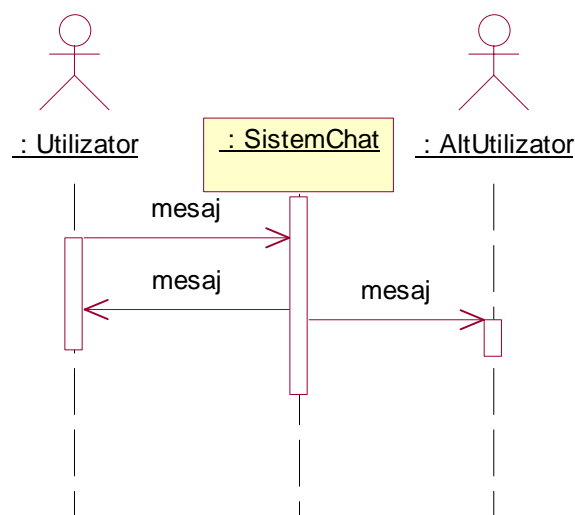 : Utilizator
: SistemChat
: AltUtilizator
mesaj
mesaj
mesaj